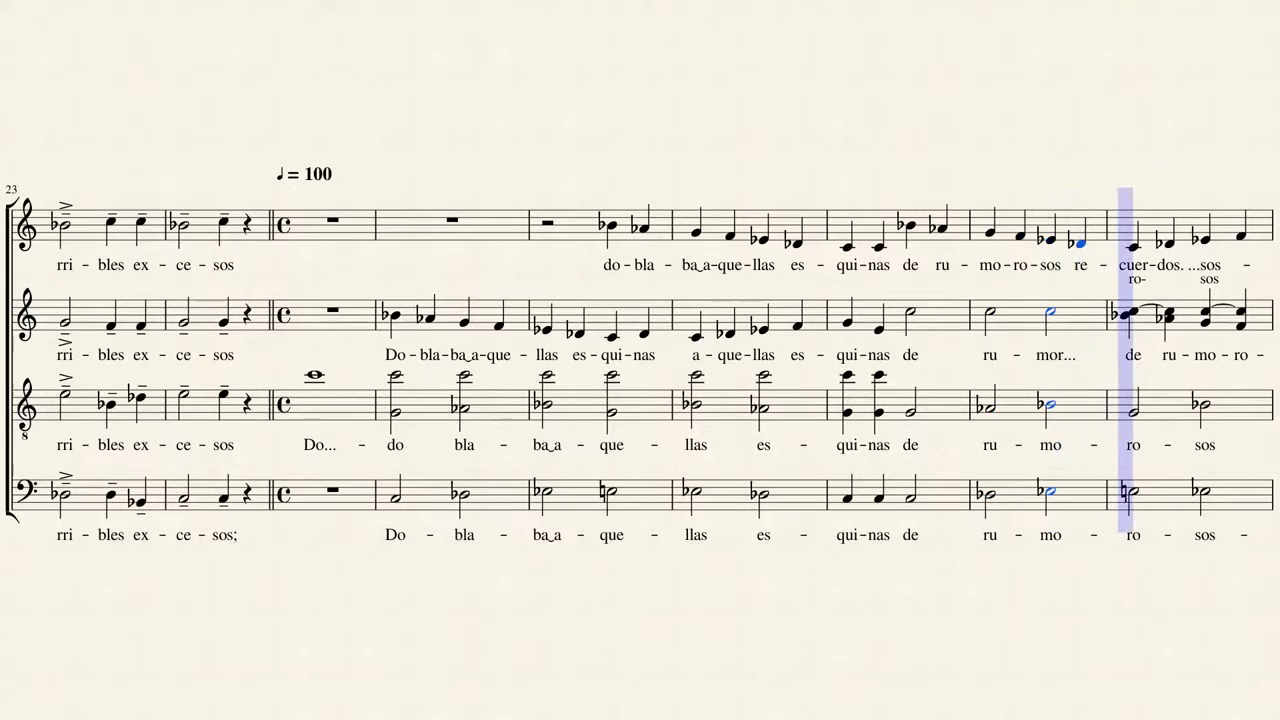 ♩ = 100
23
rri – bles ex – ce – sos do – bla – ba‿a – que – llas es – qui – nas de ru – mo – ro – sos re – cuer – dos. ...sos –
ro- sos
rri – bles ex – ce – sos Do – bla – ba‿a – que – llas es – qui – nas a – que – llas es – qui – nas de ru – mor... de ru – mo – ro –
8
rri – bles ex – ce – sos Do... – do bla – ba‿a – que – llas es – qui – nas de ru – mo – ro – sos
rri – bles ex – ce – sos; Do – bla – ba‿a – que – llas es – qui – nas de ru – mo – ro – sos –